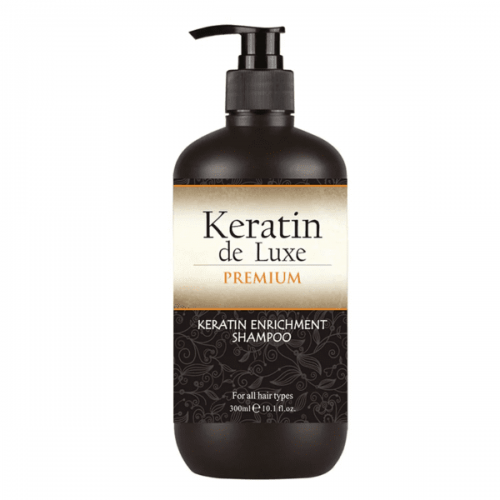 Keratin
de Luxe
PREMIUM
KERATIN ENRICHMENT
SHAMPOO
For all hair types
300ml ℮ 10.1 fl.oz.